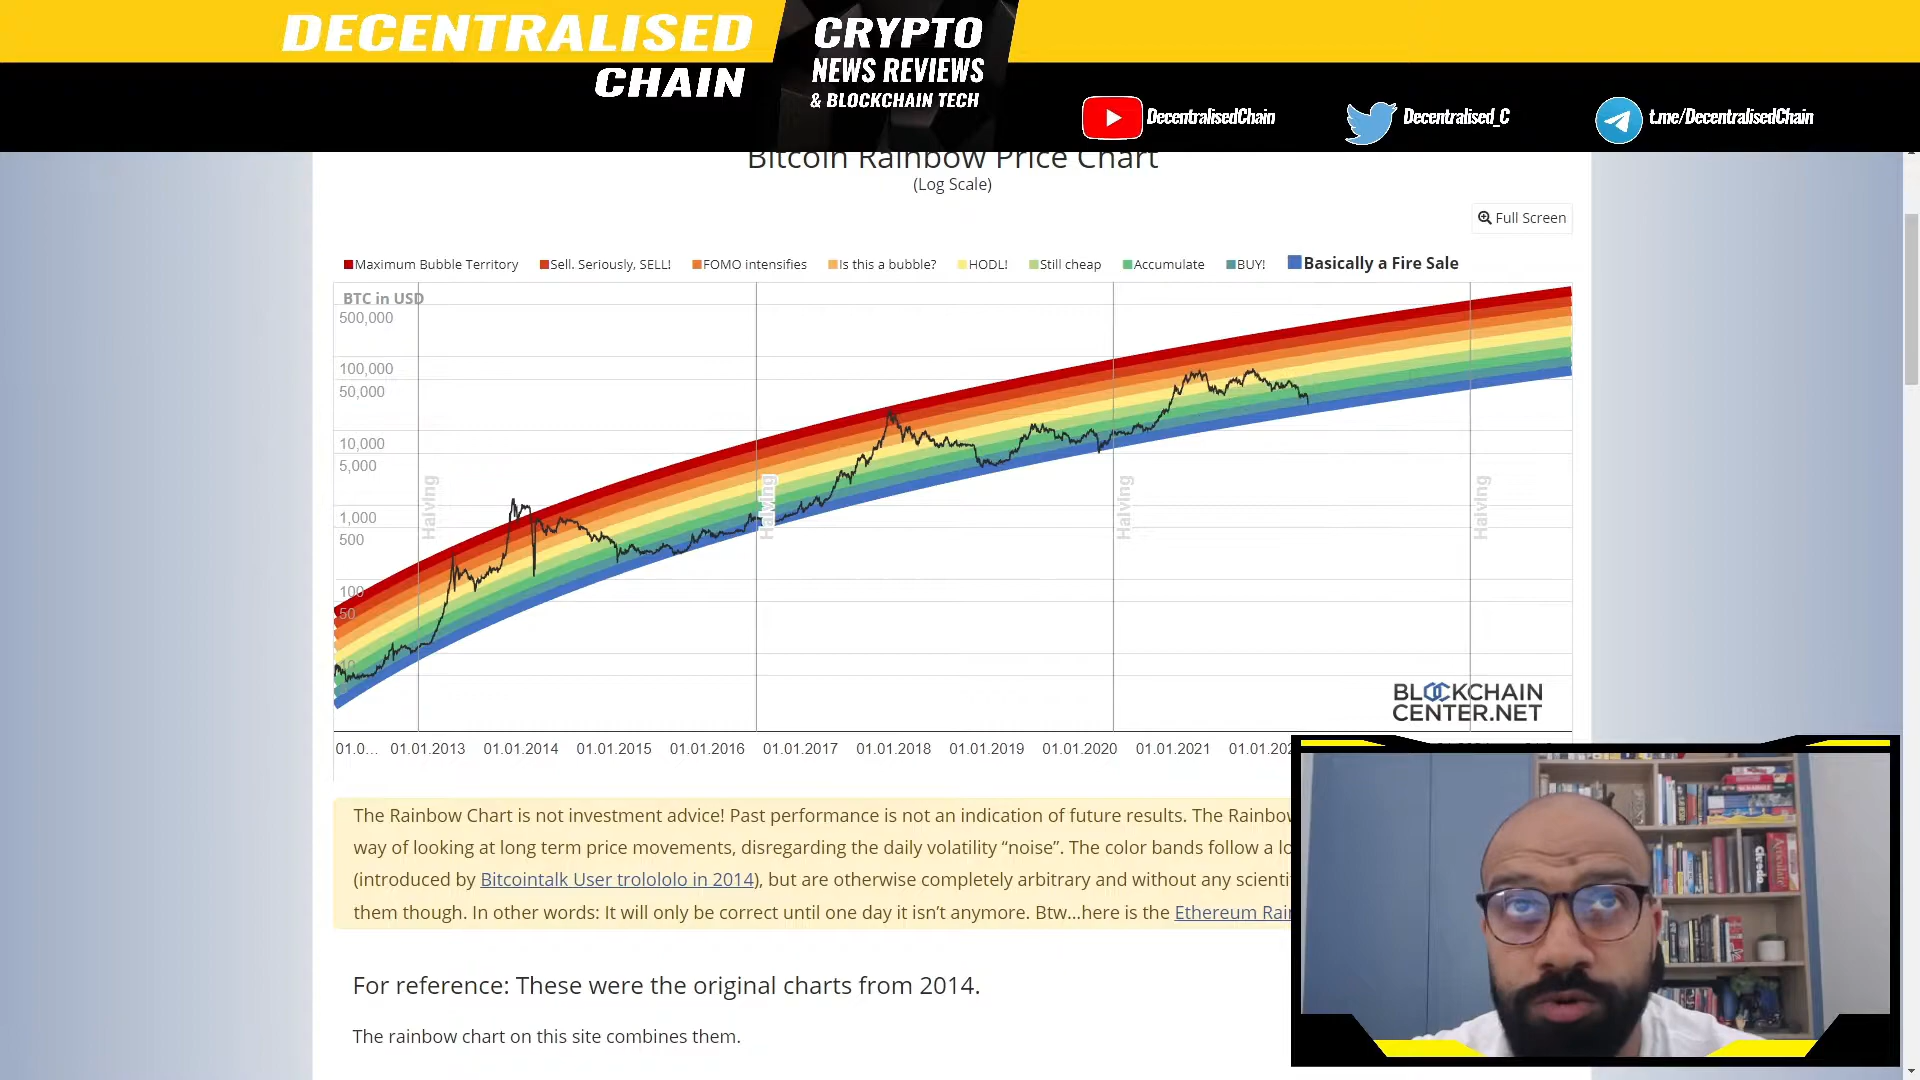 DECENTRALISED
CHAIN
CRYPTO
NEWS REVIEWS
& BLOCKCHAIN TECH
DecentralisedChain
Decentralised_C
t.me/DecentralisedChain
Bitcoin Rainbow Price Chart
(Log Scale)
Full Screen
Maximum Bubble Territory
Sell. Seriously, SELL!
FOMO intensifies
Is this a bubble?
HODL!
Still cheap
Accumulate
BUY!
Basically a Fire Sale
BTC in USD
500,000
100,000
50,000
10,000
5,000
1,000
500
100
50
10
Halving
Halving
Halving
Halving
BLOCKCHAIN
CENTER.NET
01.0...
01.01.2013
01.01.2014
01.01.2015
01.01.2016
01.01.2017
01.01.2018
01.01.2019
01.01.2020
01.01.2021
The Rainbow Chart is not investment advice! Past performance is not an indication of future results. The Rainbow
way of looking at long term price movements, disregarding the daily volatility “noise”. The color bands follow a
(introduced by Bitcointalk User trolololo in 2014), but are otherwise completely arbitrary and without any
them though. In other words: It will only be correct until one day it isn’t anymore. Btw...here is the Ethereum
For reference: These were the original charts from 2014.
The rainbow chart on this site combines them.
Cluedo
Articulate